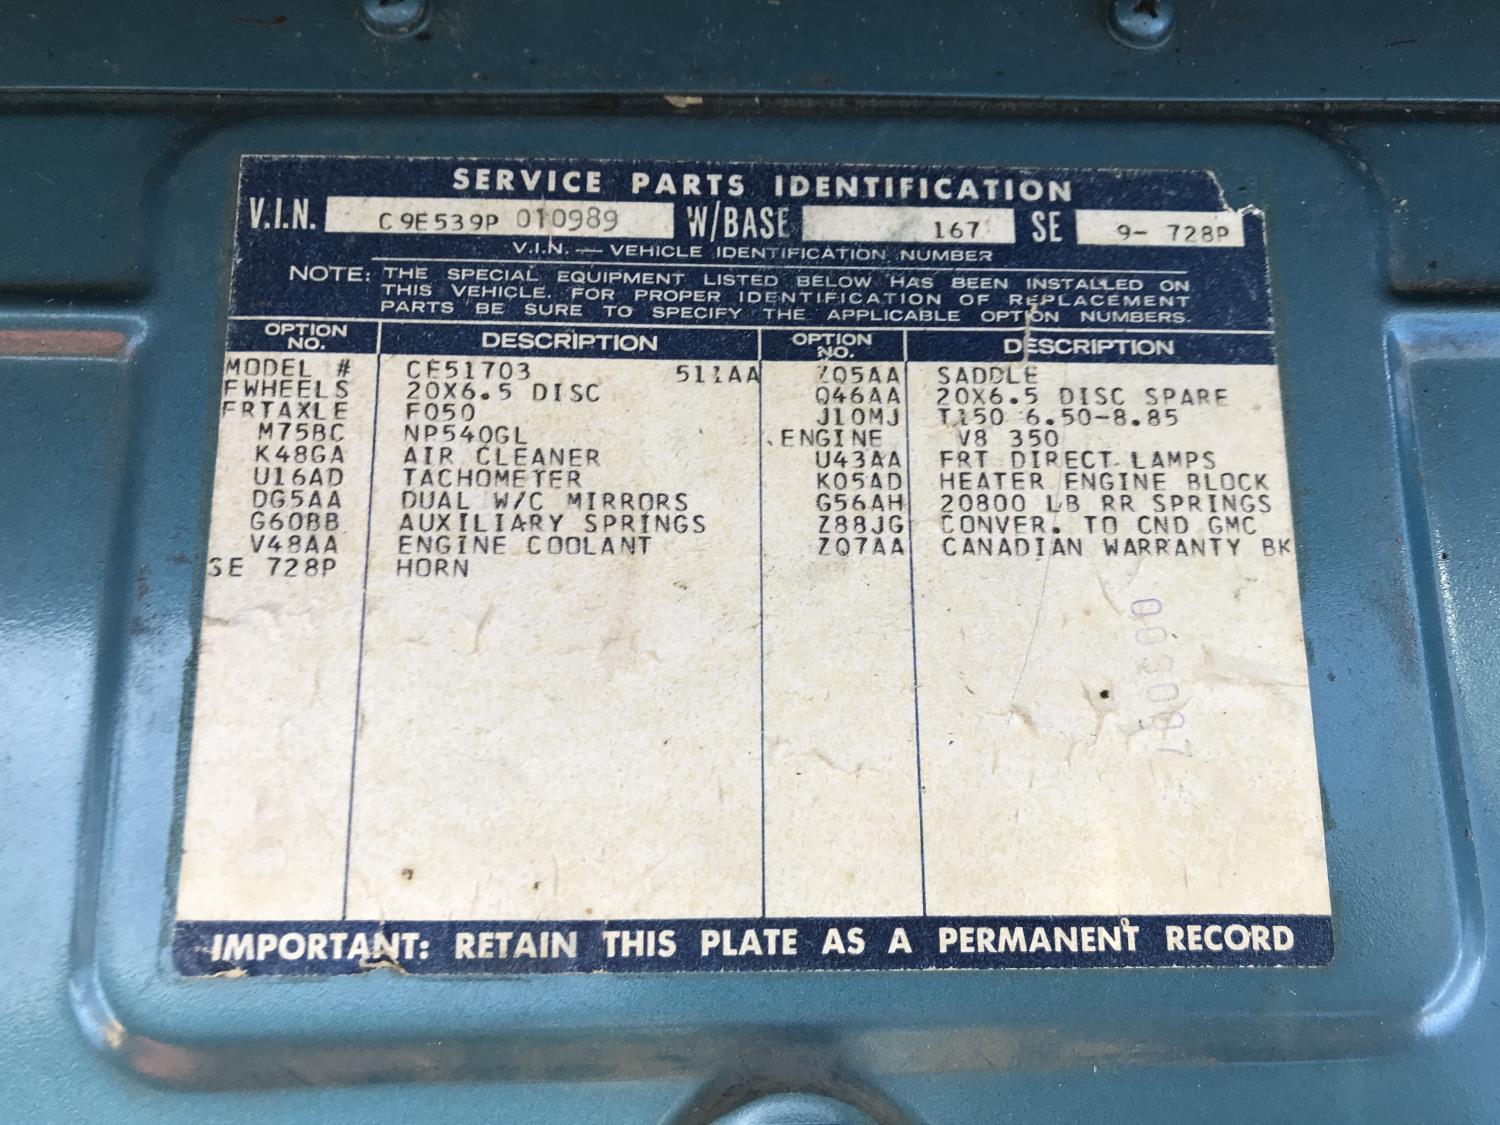 SERVICE PARTS IDENTIFICATION
V.I.N. C9E539P 010989 W/BASE 167 SE 9- 728P
V.I.N. — VEHICLE IDENTIFICATION NUMBER
NOTE: THE SPECIAL EQUIPMENT LISTED BELOW HAS BEEN INSTALLED ON
THIS VEHICLE. FOR PROPER IDENTIFICATION OF REPLACEMENT
PARTS BE SURE TO SPECIFY THE APPLICABLE OPTION NUMBERS.
OPTION NO. DESCRIPTION OPTION NO. DESCRIPTION
MODEL # CE51703 511AA ZQ5AA SADDLE
FWHEELS 20X6.5 DISC Q46AA 20X6.5 DISC SPARE
FRTAXLE F050 J10MJ T150 6.50-8.85
M75BC NP540GL ENGINE V8 350
K48GA AIR CLEANER U43AA FRT DIRECT LAMPS
U16AD TACHOMETER K05AD HEATER ENGINE BLOCK
DG5AA DUAL W/C MIRRORS G56AH 20800 LB RR SPRINGS
G60BB AUXILIARY SPRINGS Z88JG CONVER. TO CND GMC
V48AA ENGINE COOLANT ZQ7AA CANADIAN WARRANTY BK
SE 728P HORN
IMPORTANT: RETAIN THIS PLATE AS A PERMANENT RECORD